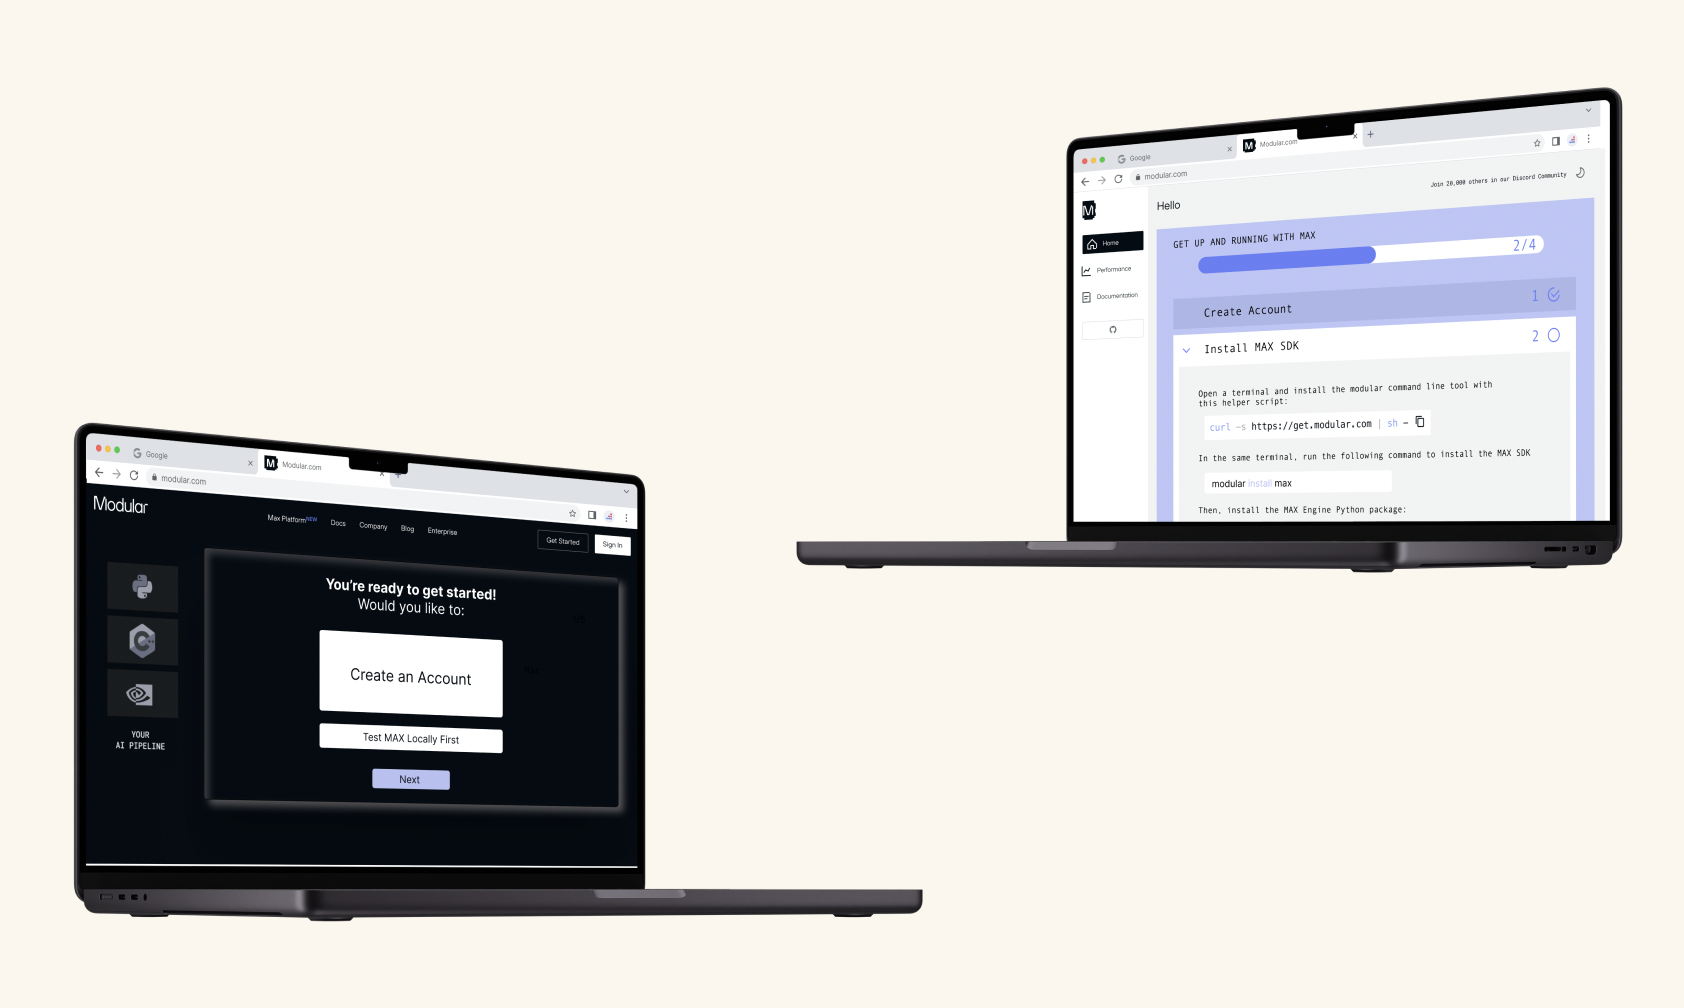 Google
Modular.com
modular.com
Modular
Max Platform NEW
Docs
Company
Blog
Enterprise
Get Started
Sign In
You're ready to get started!
Would you like to:
Create an Account
Test MAX Locally First
Next
YOUR
AI PIPELINE
Google
Modular.com
modular.com
Join 20,000 others in our Discord Community
M
Hello
Home
Performance
Documentation
GET UP AND RUNNING WITH MAX
2/4
Create Account
1
Install MAX SDK
2
Open a terminal and install the modular command line tool with
this helper script:
curl -s https://get.modular.com | sh -
In the same terminal, run the following command to install the MAX SDK
modular install max
Then, install the MAX Engine Python package: